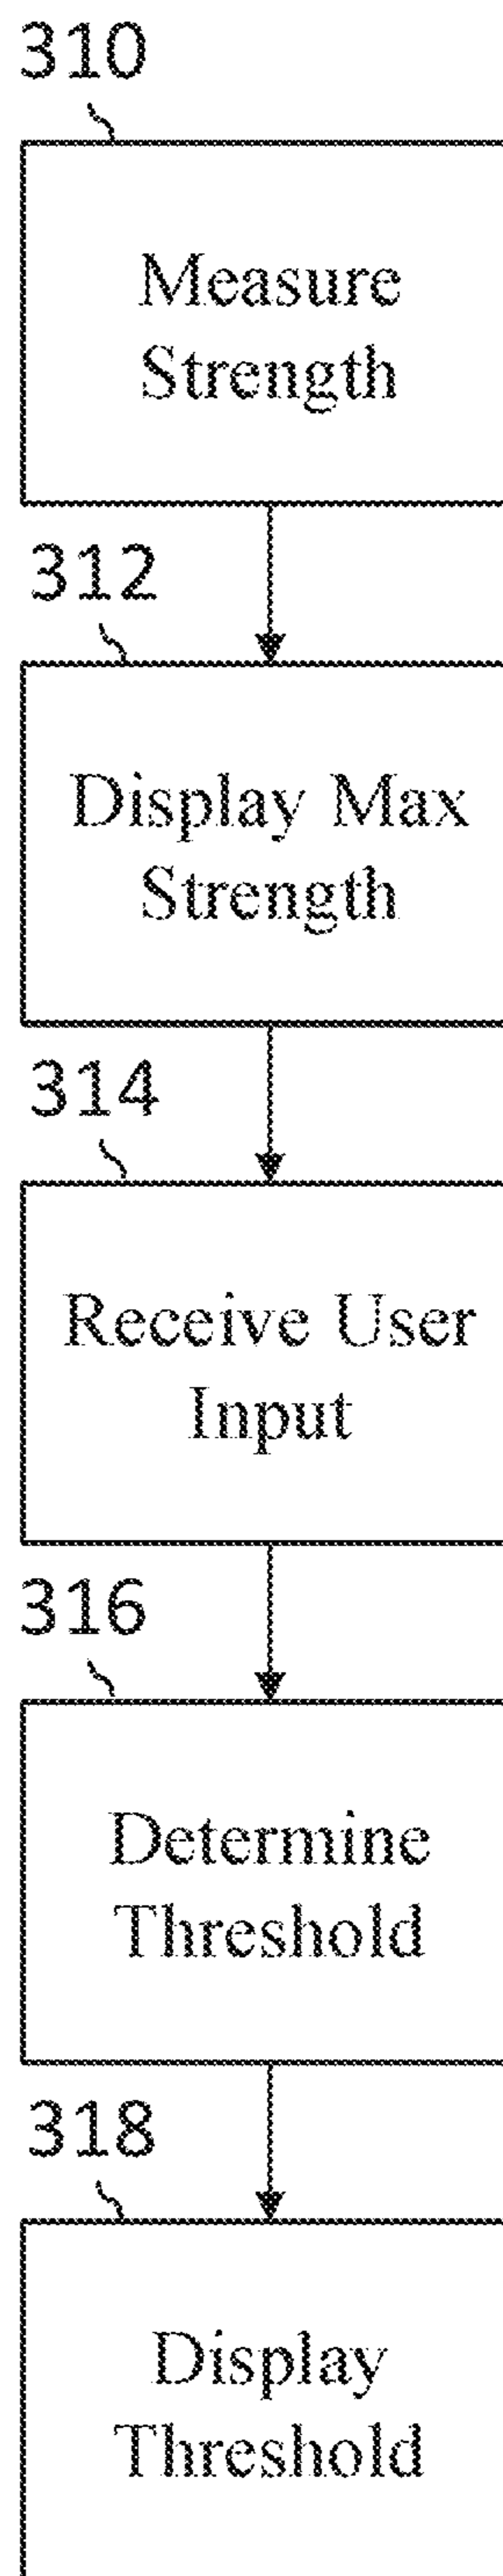 310
Measure
Strength
312
Display Max
Strength
314
Receive User
Input
316
Determine
Threshold
318
Display
Threshold